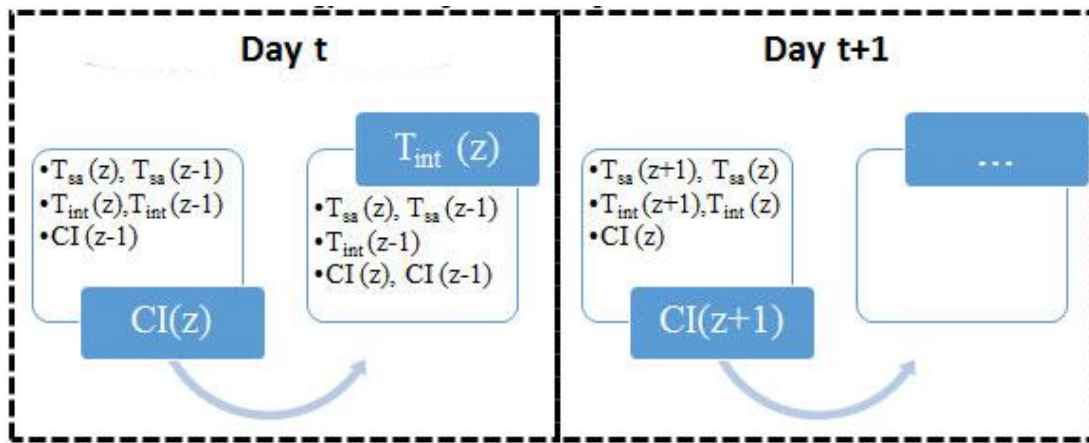 Day t
•Tsa (z), Tsa (z-1)
•Tint (z),Tint (z-1)
•CI (z-1)
CI(z)
Tint (z)
•Tsa (z), Tsa (z-1)
•Tint (z-1)
•CI (z), CI (z-1)
Day t+1
•Tsa (z+1), Tsa (z)
•Tint (z+1),Tint (z)
•CI (z)
CI(z+1)
...